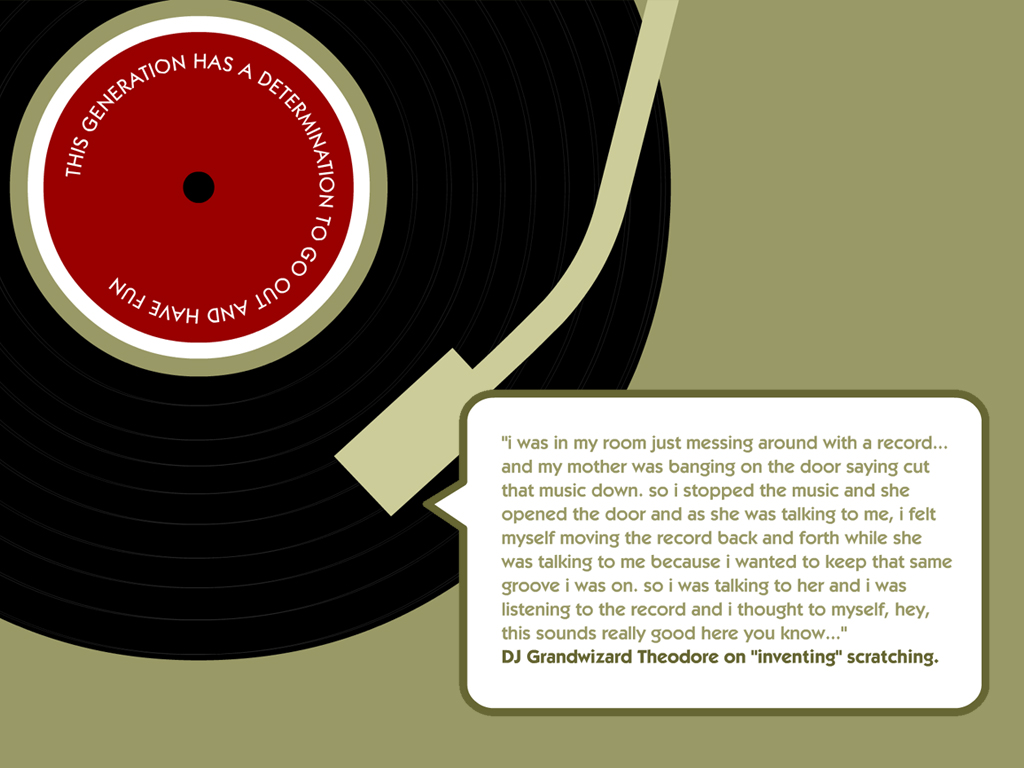 THIS GENERATION HAS A DETERMINATION TO GO OUT AND HAVE FUN
"i was in my room just messing around with a record...
and my mother was banging on the door saying cut
that music down. so i stopped the music and she
opened the door and as she was talking to me, i felt
myself moving the record back and forth while she
was talking to me because i wanted to keep that same
groove i was on. so i was talking to her and i was
listening to the record and i thought to myself, hey,
this sounds really good here you know..."
DJ Grandwizard Theodore on "inventing" scratching.